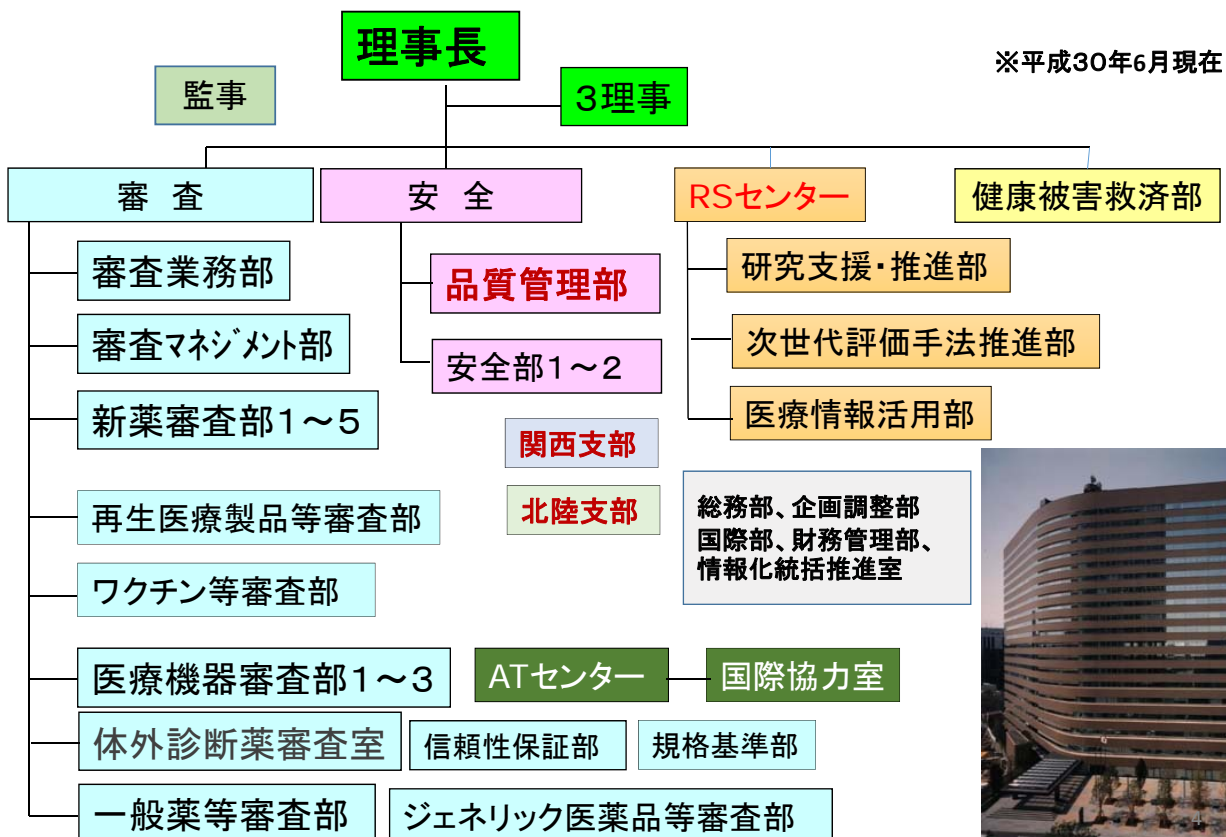 理事長
※平成30年6月現在
監事
3理事
審 査
安 全
RSセンター
健康被害救済部
審査業務部
審査マネジメント部
新薬審査部1~5
再生医療製品等審査部
ワクチン等審査部
医療機器審査部1~3
体外診断薬審査室
信頼性保証部
規格基準部
一般薬等審査部
ジェネリック医薬品等審査部
品質管理部
安全部1~2
関西支部
北陸支部
研究支援・推進部
次世代評価手法推進部
医療情報活用部
総務部、企画調整部
国際部、財務管理部、
情報化統括推進室
ATセンター
国際協力室
4